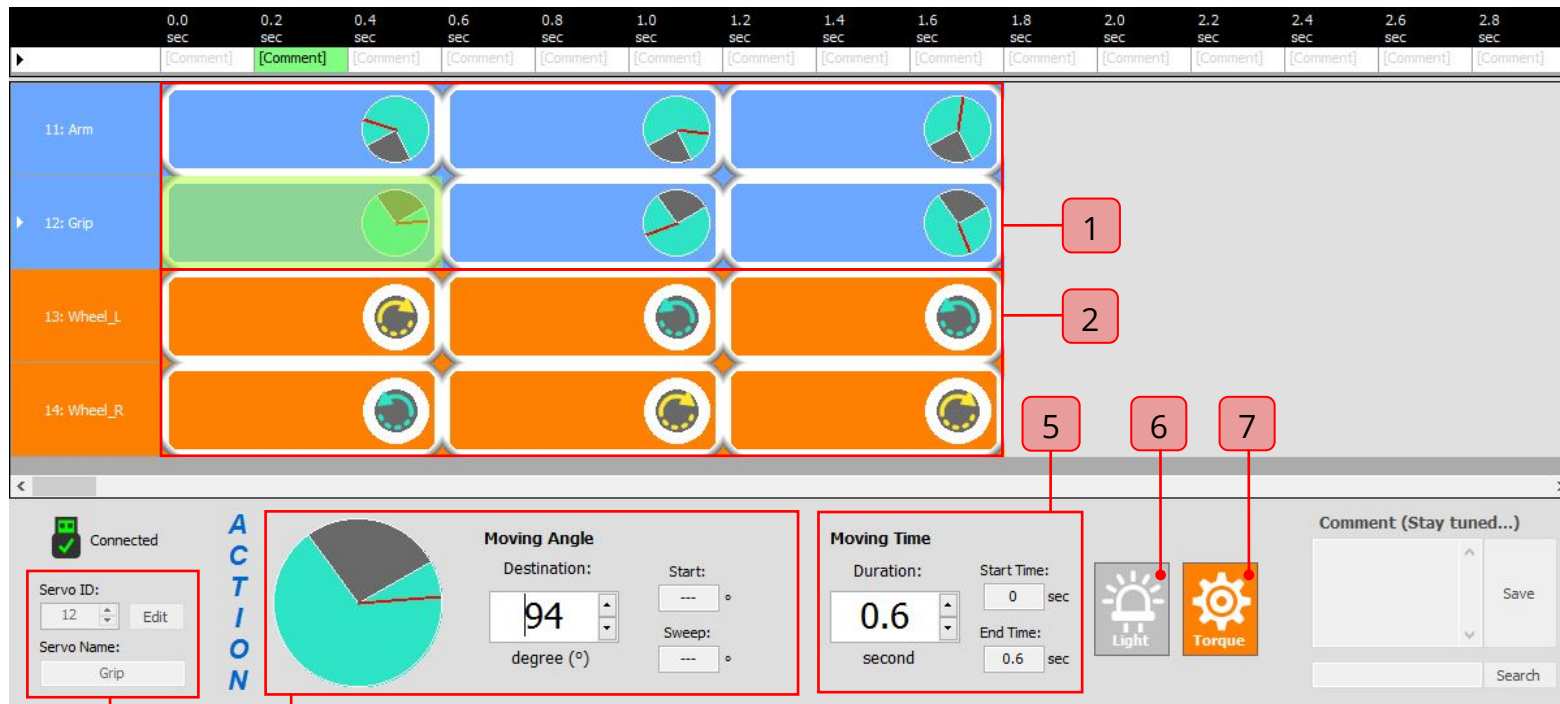 0.0 0.2 0.4 0.6 0.8 1.0 1.2 1.4 1.6 1.8 2.0 2.2 2.4 2.6 2.8
sec sec sec sec sec sec sec sec sec sec sec sec sec sec sec
[Comment] [Comment] [Comment] [Comment] [Comment] [Comment] [Comment] [Comment] [Comment] [Comment] [Comment] [Comment] [Comment] [Comment] [Comment]
11: Arm
12: Grip
1
13: Wheel_L
2
14: Wheel_R
5
6
7
Connected
Servo ID:
12 Edit
Servo Name:
Grip
ACTION
Moving Angle
Destination:
94
degree (°)
Start:
--- °
Sweep:
--- °
Moving Time
Duration:
0.6
second
Start Time:
0 sec
End Time:
0.6 sec
Light
Torque
Comment (Stay tuned...)
Save
Search